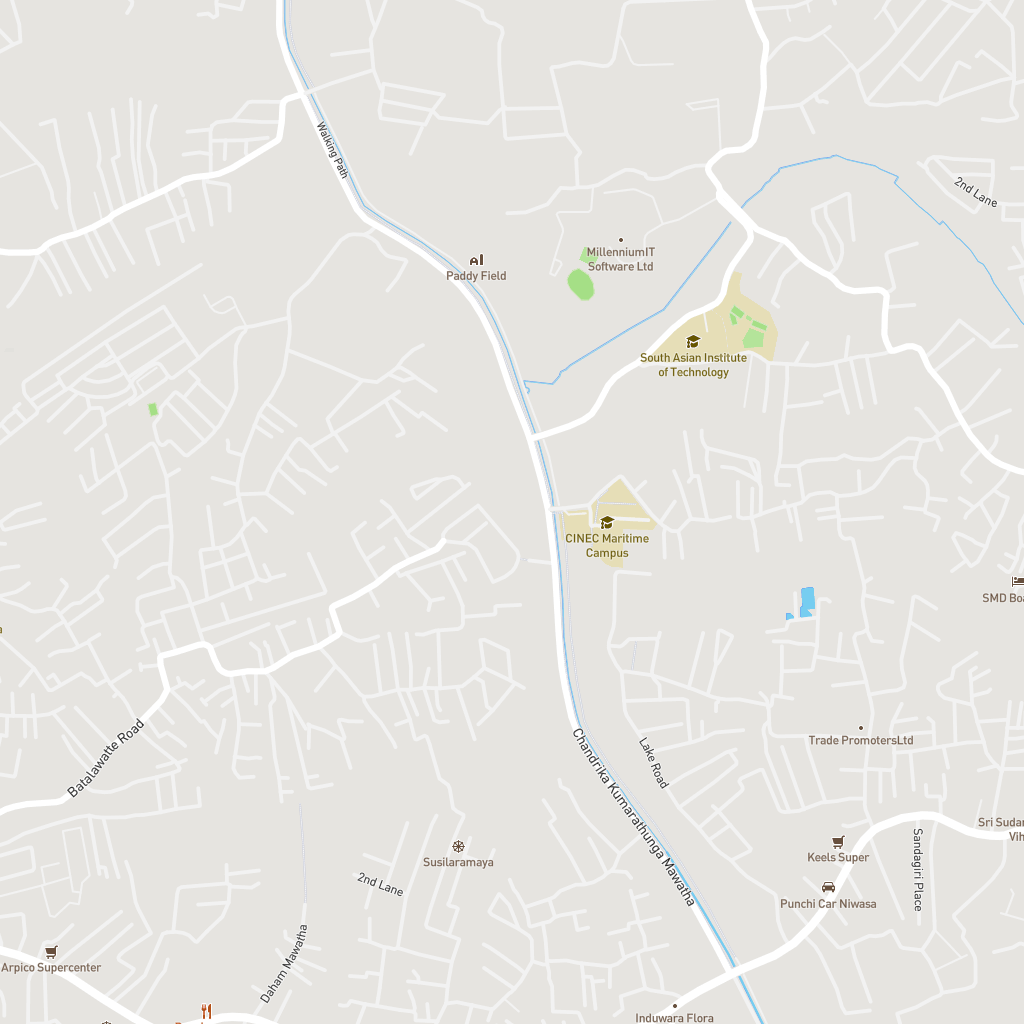 Walking Path
2nd Lane
MillenniumIT
Software Ltd
Paddy Field
South Asian Institute
of Technology
CINEC Maritime
Campus
SMD Boa
Batalawatte Road
Chandrika Kumarathunga Mawatha
Lake Road
Trade PromotersLtd
Sri Sudar
Vih
Keels Super
Sandagiri Place
Susilaramaya
2nd Lane
Punchi Car Niwasa
Arpico Supercenter
Daham Mawatha
Induwara Flora